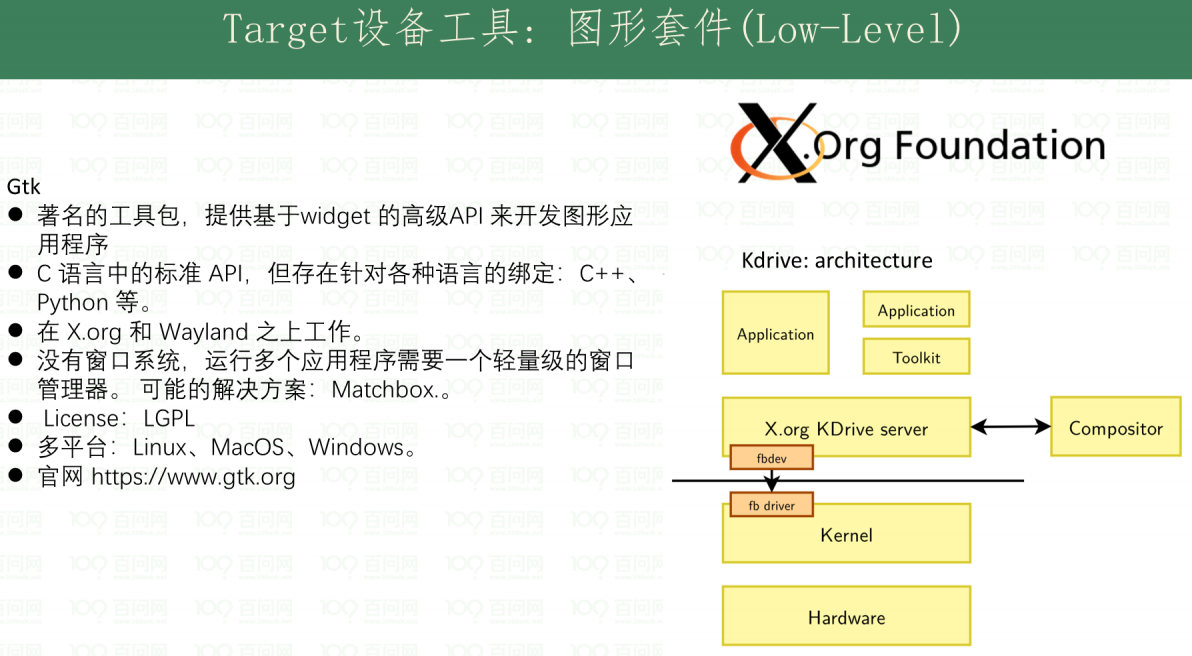 Target设备工具：图形套件(Low-Level)
X.Org Foundation
Gtk
● 著名的工具包，提供基于widget 的高级API 来开发图形应
用程序
● C 语言中的标准 API，但存在针对各种语言的绑定：C++、
Python 等。
● 在 X.org 和 Wayland 之上工作。
● 没有窗口系统，运行多个应用程序需要一个轻量级的窗口
管理器。 可能的解决方案：Matchbox.。
● License：LGPL
● 多平台：Linux、MacOS、Windows。
● 官网 https://www.gtk.org
Kdrive: architecture
Application
Application
Toolkit
X.org KDrive server
Compositor
fbdev
fb driver
Kernel
Hardware
百问网